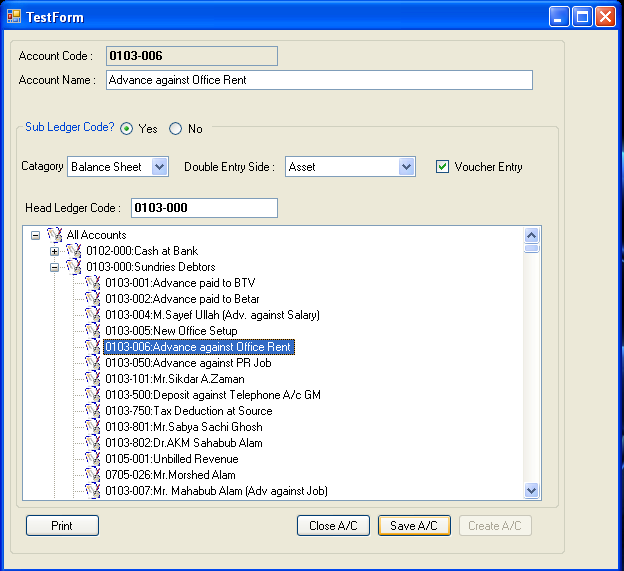 TestForm
Account Code : 0103-006
Account Name : Advance against Office Rent
Sub Ledger Code? Yes No
Catagory Balance Sheet Double Entry Side : Asset Voucher Entry
Head Ledger Code : 0103-000
All Accounts
0102-000:Cash at Bank
0103-000:Sundries Debtors
0103-001:Advance paid to BTV
0103-002:Advance paid to Betar
0103-004:M.Sayef Ullah (Adv. against Salary)
0103-005:New Office Setup
0103-006:Advance against Office Rent
0103-050:Advance against PR Job
0103-101:Mr.Sikdar A.Zaman
0103-500:Deposit against Telephone A/c GM
0103-750:Tax Deduction at Source
0103-801:Mr.Sabya Sachi Ghosh
0103-802:Dr.AKM Sahabub Alam
0105-001:Unbilled Revenue
0705-026:Mr.Morshed Alam
0103-007:Mr. Mahabub Alam (Adv against Job)
Print Close A/C Save A/C Create A/C